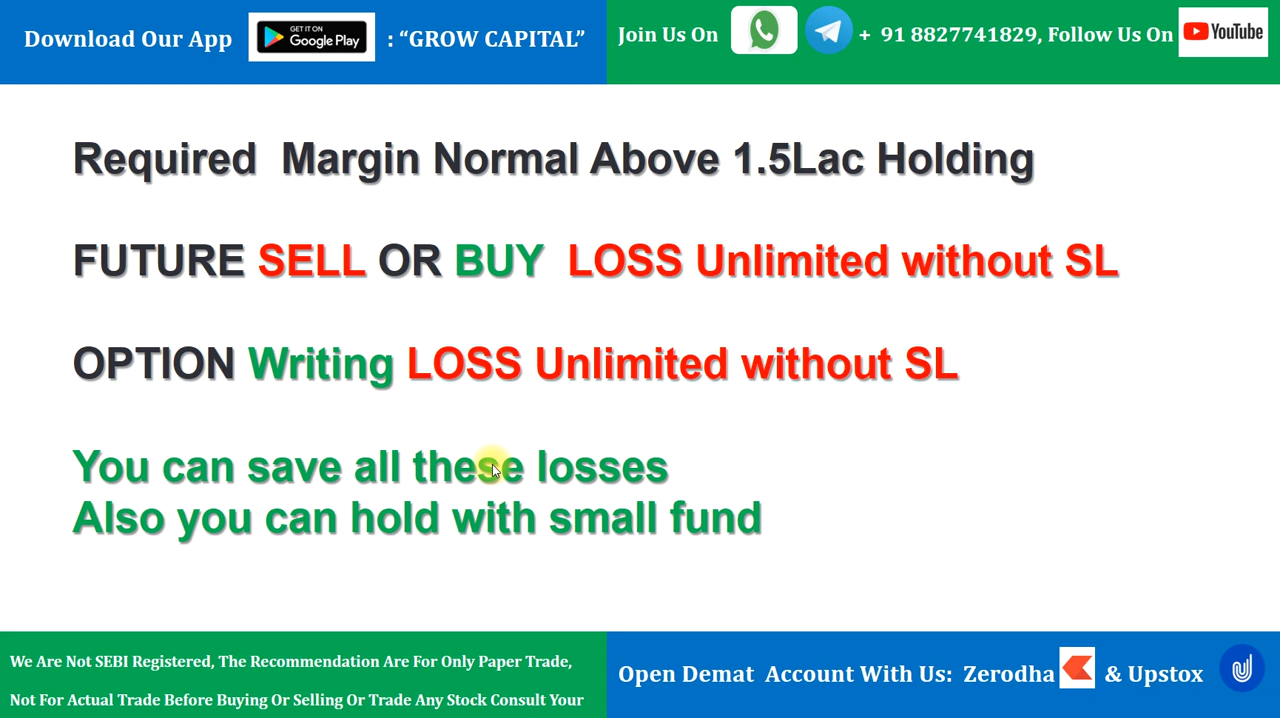 Download Our App GET IT ON Google Play : “GROW CAPITAL”
Join Us On + 91 8827741829, Follow Us On YouTube
Required Margin Normal Above 1.5Lac Holding
FUTURE SELL OR BUY LOSS Unlimited without SL
OPTION Writing LOSS Unlimited without SL
You can save all these losses
Also you can hold with small fund
We Are Not SEBI Registered, The Recommendation Are For Only Paper Trade,
Not For Actual Trade Before Buying Or Selling Or Trade Any Stock Consult Your
Open Demat Account With Us: Zerodha & Upstox